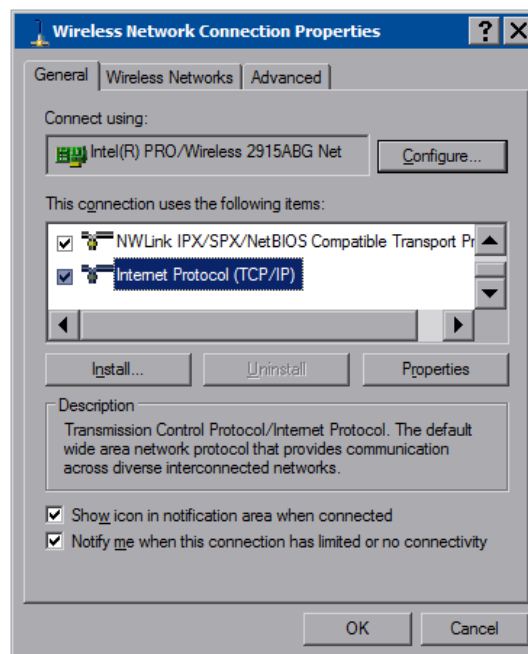 Wireless Network Connection Properties
General Wireless Networks Advanced
Connect using:
Intel(R) PRO/Wireless 2915ABG Net Configure...
This connection uses the following items:
NWLink IPX/SPX/NetBIOS Compatible Transport Pr
Internet Protocol (TCP/IP)
Install... Uninstall Properties
Description
Transmission Control Protocol/Internet Protocol. The default
wide area network protocol that provides communication
across diverse interconnected networks.
Show icon in notification area when connected
Notify me when this connection has limited or no connectivity
OK Cancel